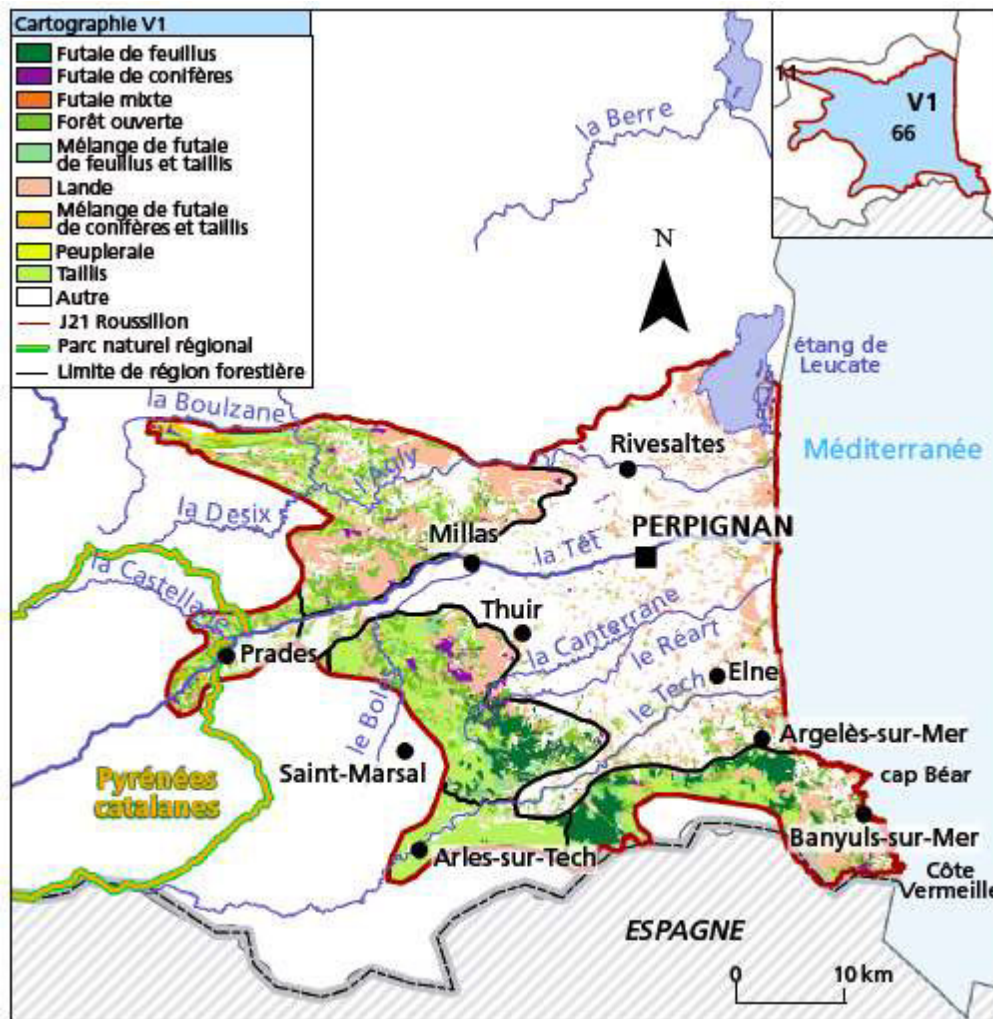 Cartographie V1
Futaie de feuillus
Futaie de conifères
Futaie mixte
Forêt ouverte
Mélange de futaie
de feuillus et taillis
Lande
Mélange de futaie
de conifères et taillis
Peupleraie
Taillis
Autre
J21 Roussillon
Parc naturel régional
Limite de région forestière
11
V1
66
la Berre
N
étang de
Leucate
la Boulzane
Rivesaltes
Méditerranée
l'Agly
la Desix
Millas
PERPIGNAN
la Têt
la Castellane
Thuir
la Canterrane
le Réart
Prades
le Tech
Elne
le Bolès
Argelès-sur-Mer
Saint-Marsal
cap Béar
Pyrénées
catalanes
Banyuls-sur-Mer
Arles-sur-Tech
Côte
Vermeille
ESPAGNE
0
10 km